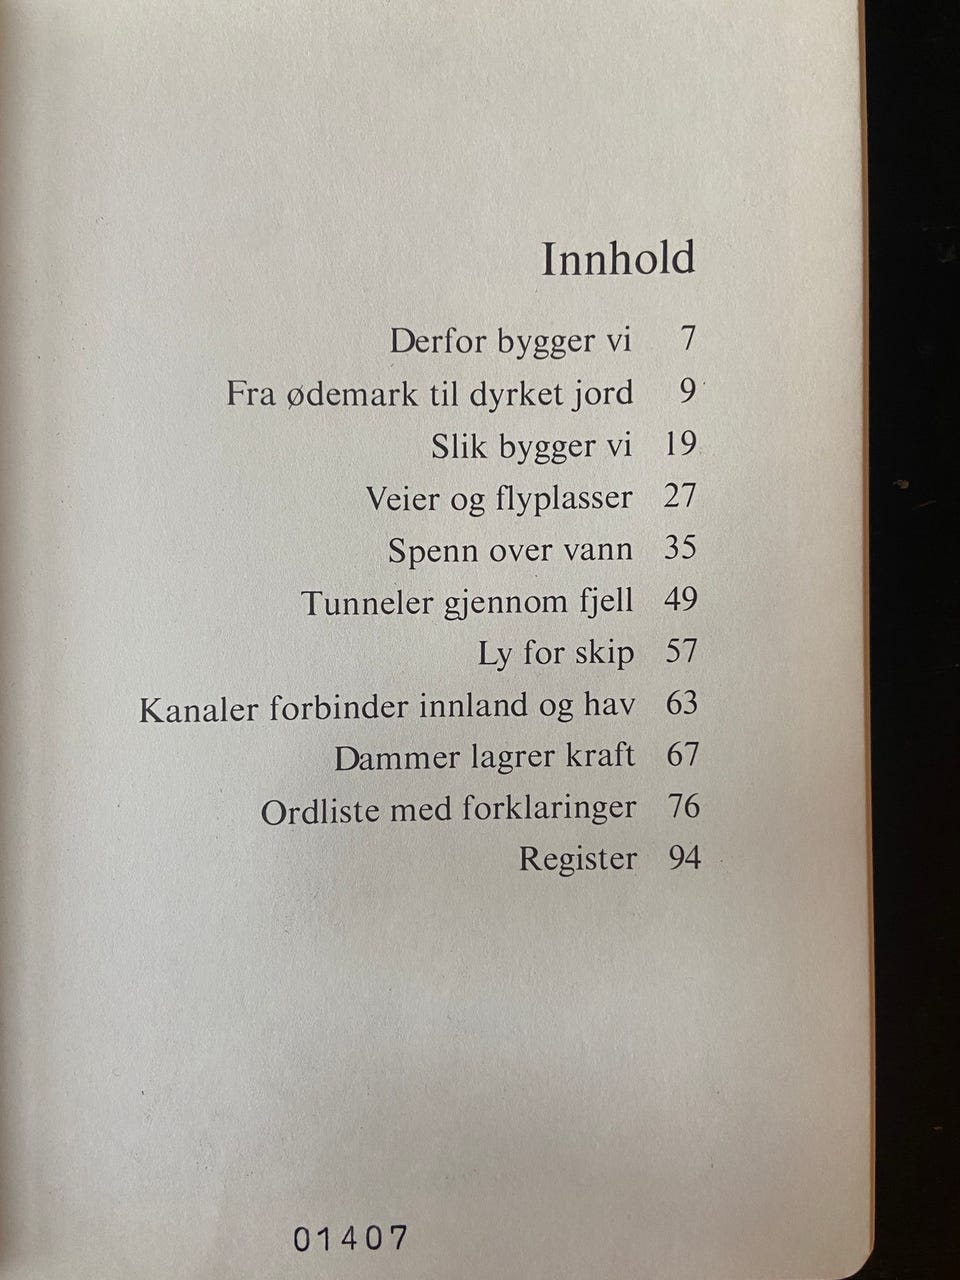 Innhold
Derfor bygger vi 7
Fra ødemark til dyrket jord 9
Slik bygger vi 19
Veier og flyplasser 27
Spenn over vann 35
Tunneler gjennom fjell 49
Ly for skip 57
Kanaler forbinder innland og hav 63
Dammer lagrer kraft 67
Ordliste med forklaringer 76
Register 94
01407